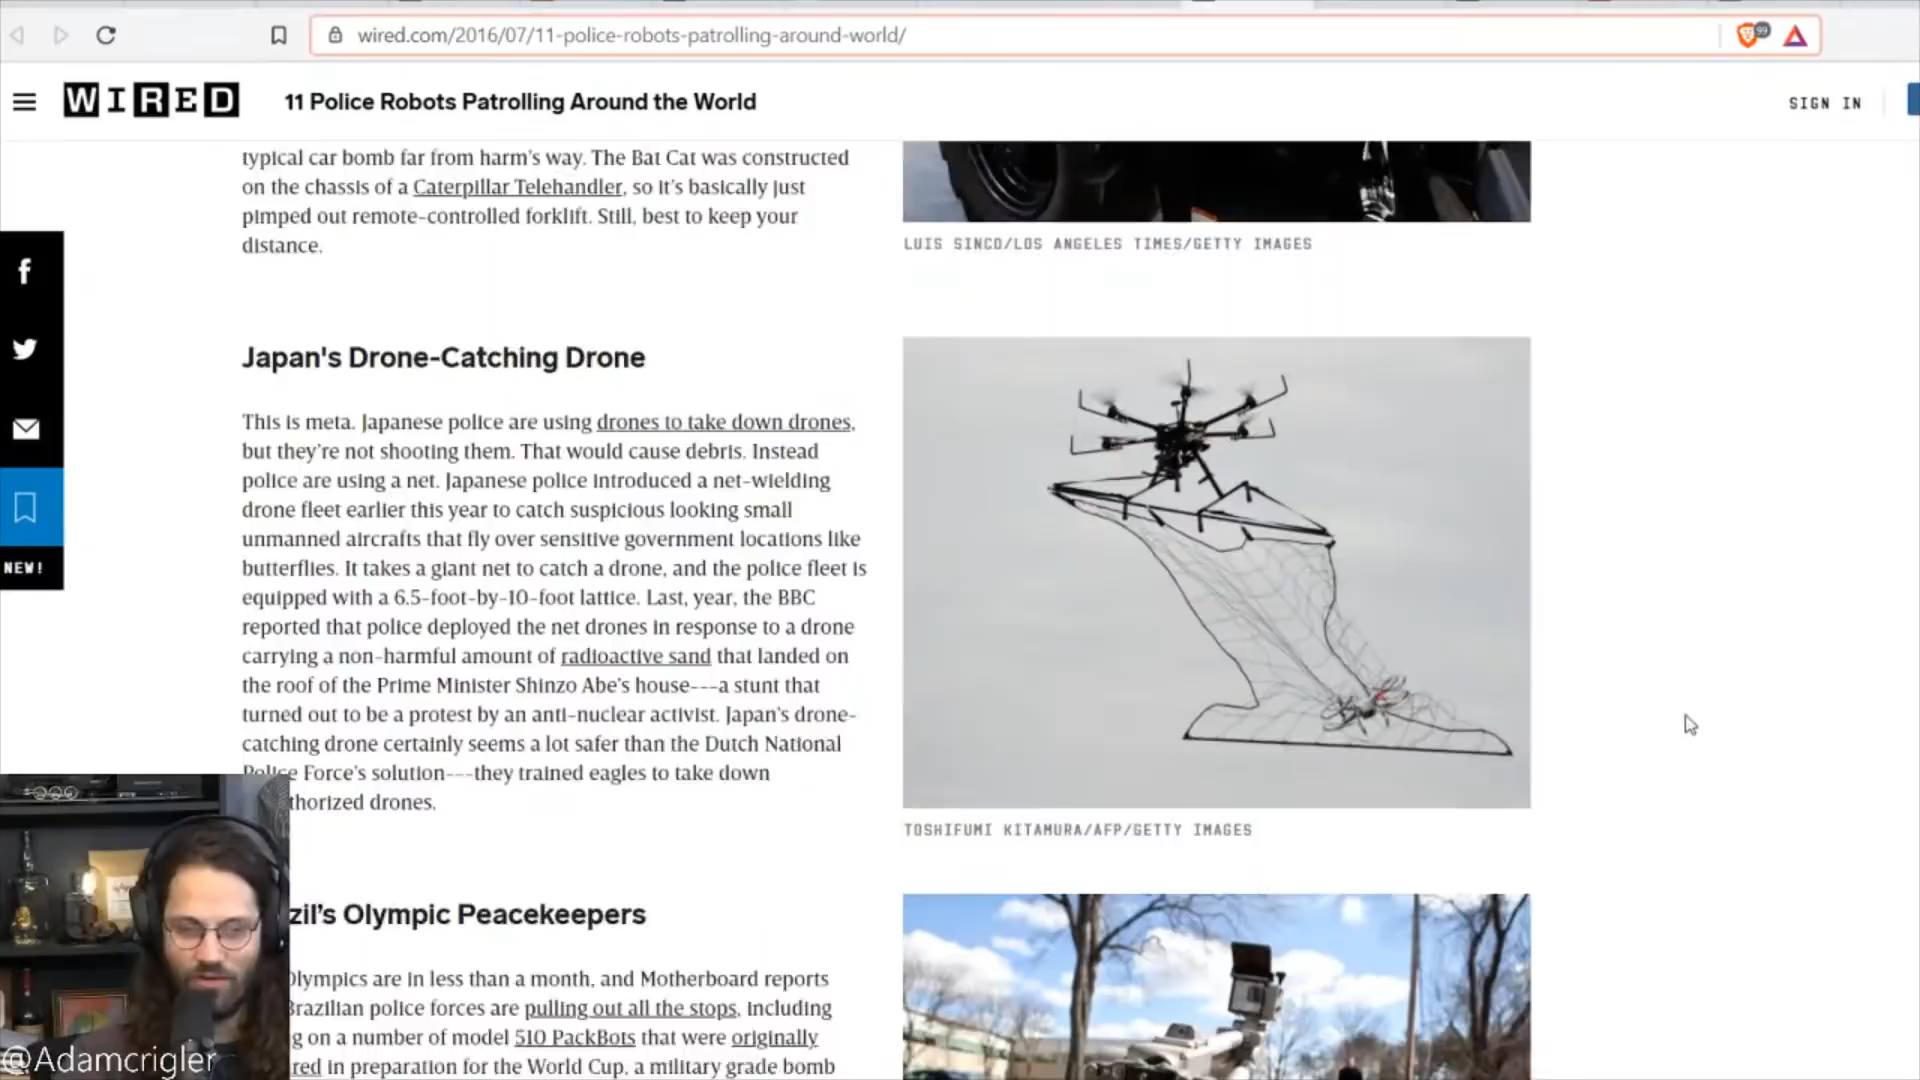 wired.com/2016/07/11-police-robots-patrolling-around-world/
99
WIRED
11 Police Robots Patrolling Around the World
SIGN IN
typical car bomb far from harm's way. The Bat Cat was constructed
on the chassis of a Caterpillar Telehandler, so it's basically just
pimped out remote-controlled forklift. Still, best to keep your
distance.
LUIS SINCO/LOS ANGELES TIMES/GETTY IMAGES
NEW!
Japan's Drone-Catching Drone
This is meta. Japanese police are using drones to take down drones,
but they're not shooting them. That would cause debris. Instead
police are using a net. Japanese police introduced a net-wielding
drone fleet earlier this year to catch suspicious looking small
unmanned aircrafts that fly over sensitive government locations like
butterflies. It takes a giant net to catch a drone, and the police fleet is
equipped with a 6.5-foot-by-10-foot lattice. Last, year, the BBC
reported that police deployed the net drones in response to a drone
carrying a non-harmful amount of radioactive sand that landed on
the roof of the Prime Minister Shinzo Abe's house---a stunt that
turned out to be a protest by an anti-nuclear activist. Japan's drone-
catching drone certainly seems a lot safer than the Dutch National
Police Force's solution---they trained eagles to take down
thorized drones.
TOSHIFUMI KITAMURA/AFP/GETTY IMAGES
zil's Olympic Peacekeepers
Olympics are in less than a month, and Motherboard reports
Brazilian police forces are pulling out all the stops, including
g on a number of model 510 PackBots that were originally
red in preparation for the World Cup, a military grade bomb
@Adamcrigler